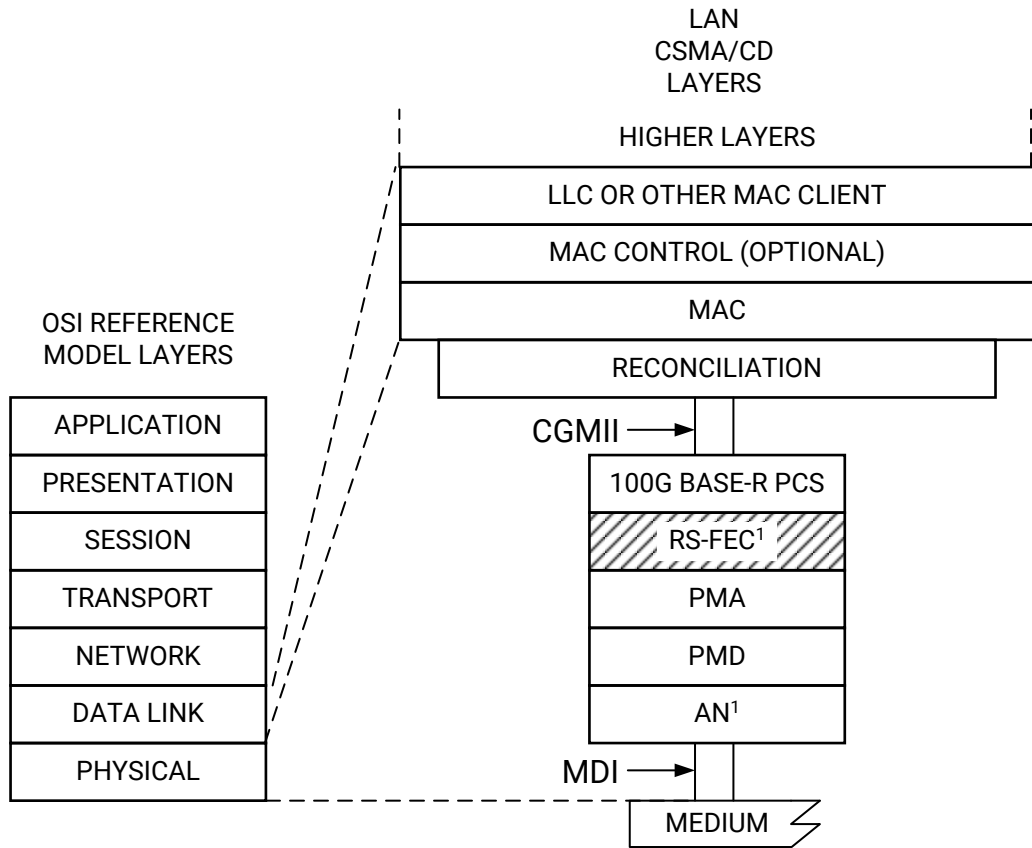 LAN
CSMA/CD
LAYERS
HIGHER LAYERS
LLC OR OTHER MAC CLIENT
MAC CONTROL (OPTIONAL)
MAC
RECONCILIATION
OSI REFERENCE
MODEL LAYERS
APPLICATION
PRESENTATION
SESSION
TRANSPORT
NETWORK
DATA LINK
PHYSICAL
CGMII
100G BASE-R PCS
RS-FEC¹
PMA
PMD
AN¹
MDI
MEDIUM